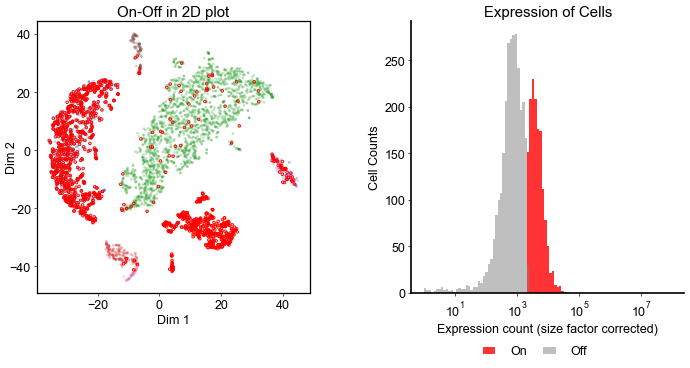 On-Off in 2D plot
40
20
0
−20
−40
Dim 2
−20
0
20
40
Dim 1
Expression of Cells
250
200
150
100
50
0
Cell Counts
10^1
10^3
10^5
10^7
Expression count (size factor corrected)
On
Off